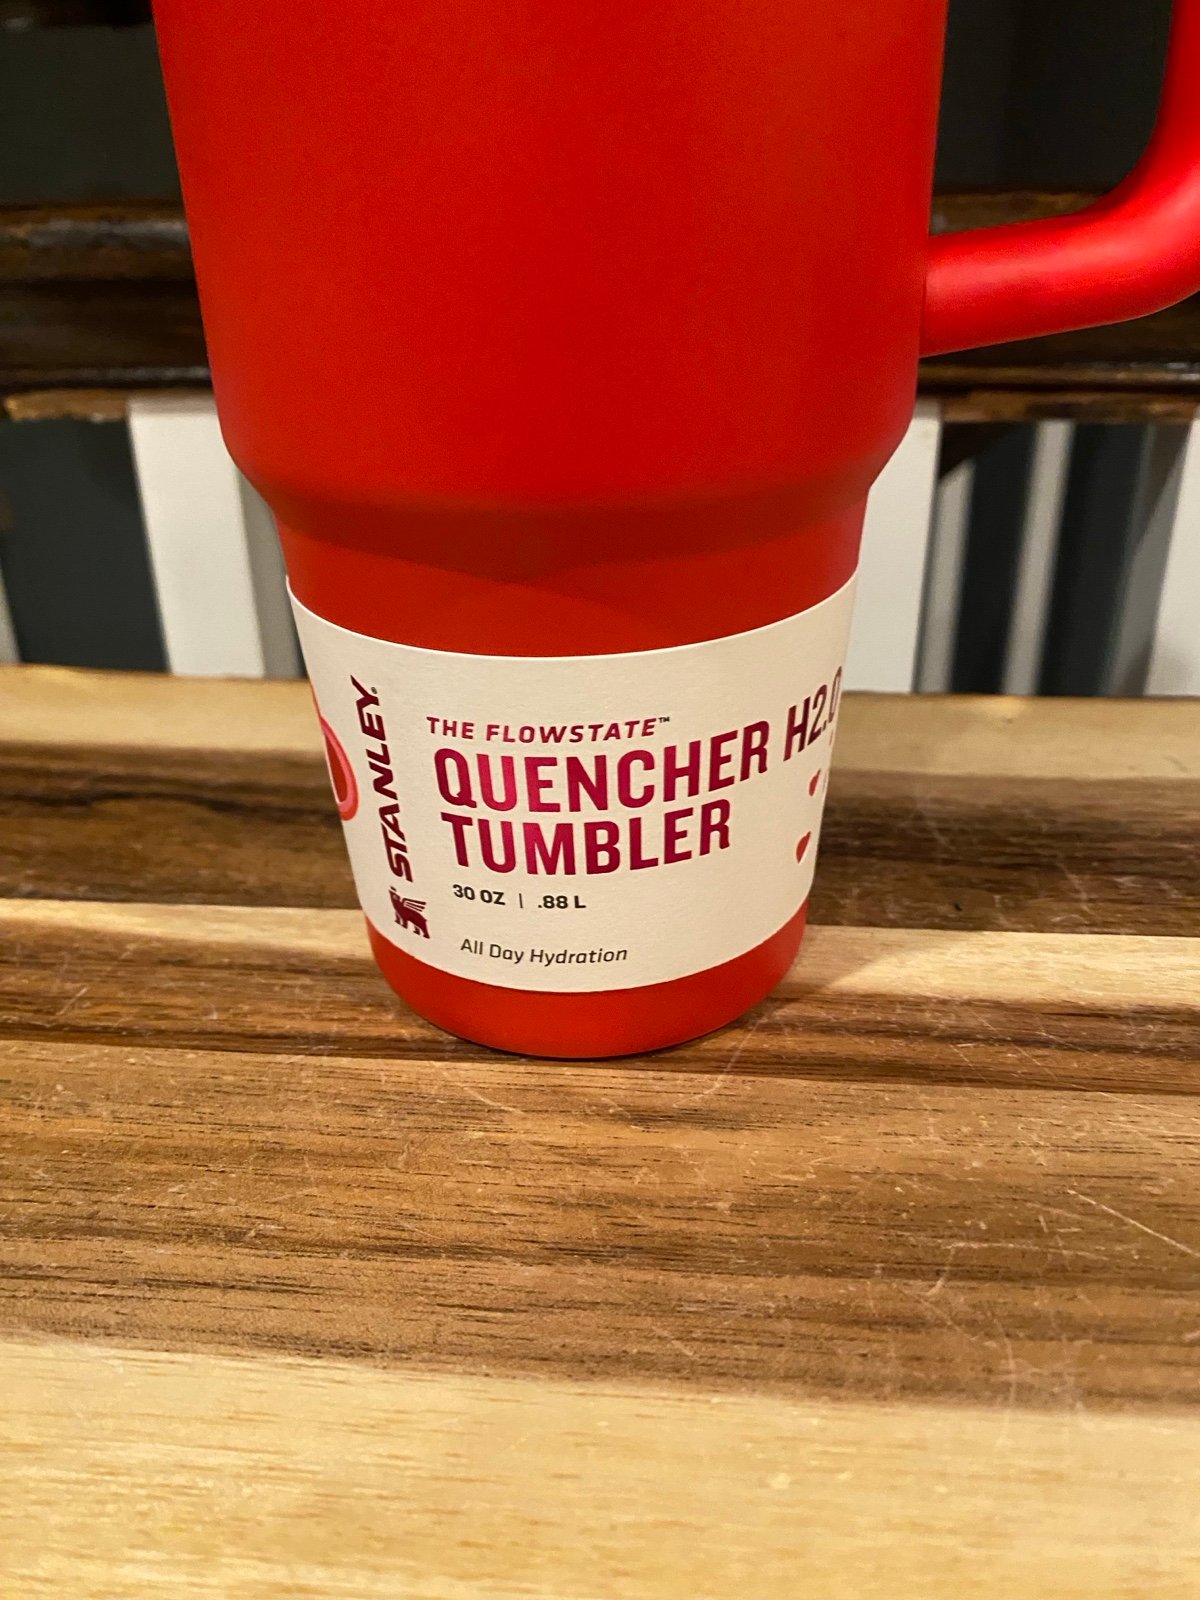 STANLEY®
THE FLOWSTATE™
QUENCHER H2.0
TUMBLER
30 OZ | .88 L
All Day Hydration